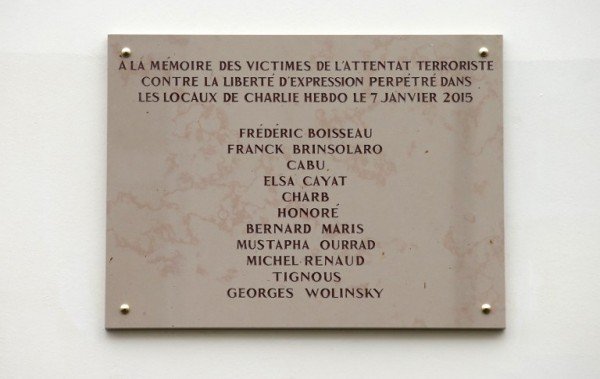 À LA MÉMOIRE DES VICTIMES DE L'ATTENTAT TERRORISTE
CONTRE LA LIBERTÉ D'EXPRESSION PERPÉTRÉ DANS
LES LOCAUX DE CHARLIE HEBDO LE 7 JANVIER 2015
FRÉDÉRIC BOISSEAU
FRANCK BRINSOLARO
CABU
ELSA CAYAT
CHARB
HONORÉ
BERNARD MARIS
MUSTAPHA OURRAD
MICHEL RENAUD
TIGNOUS
GEORGES WOLINSKY